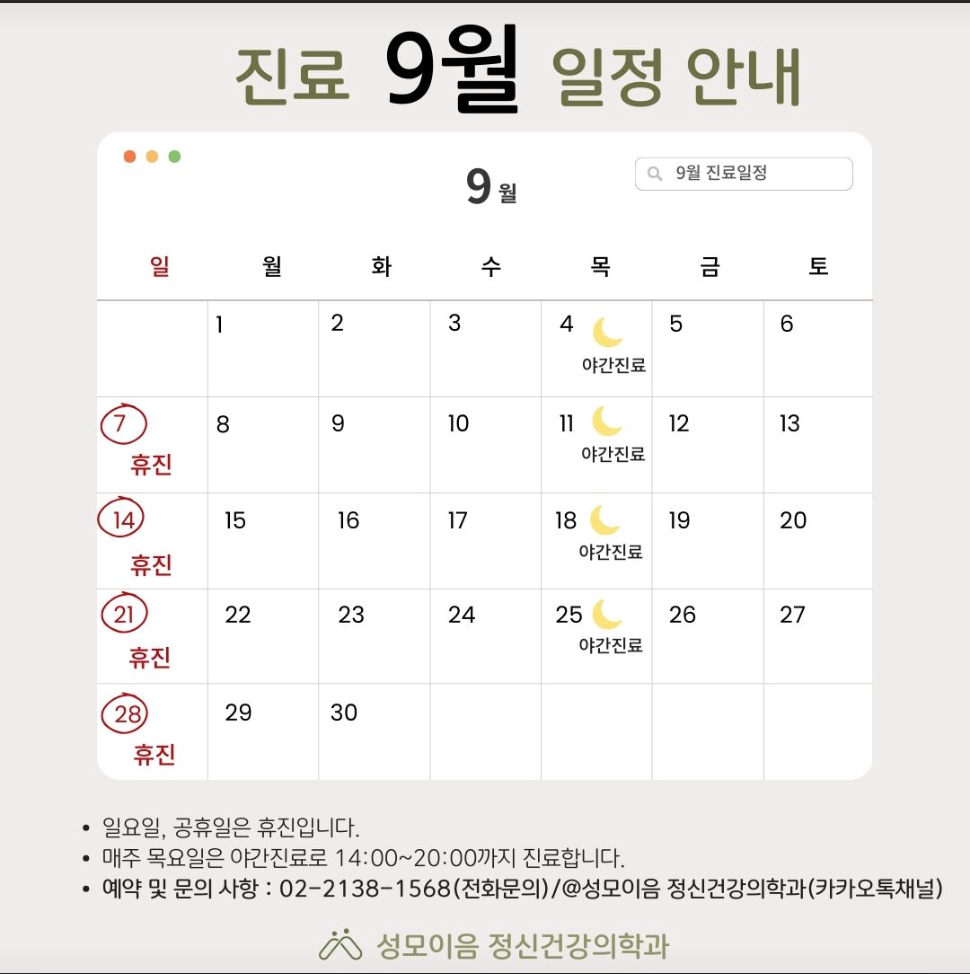 진료 9월 일정 안내
9월
9월 진료일정
일 월 화 수 목 금 토
1 2 3 4 5 6
야간진료
7 8 9 10 11 12 13
휴진 야간진료
14 15 16 17 18 19 20
휴진 야간진료
21 22 23 24 25 26 27
휴진 야간진료
28 29 30
휴진
• 일요일, 공휴일은 휴진입니다.
• 매주 목요일은 야간진료로 14:00~20:00까지 진료합니다.
• 예약 및 문의 사항 : 02-2138-1568(전화문의)/@성모이음 정신건강의학과(카카오톡채널)
성모이음 정신건강의학과